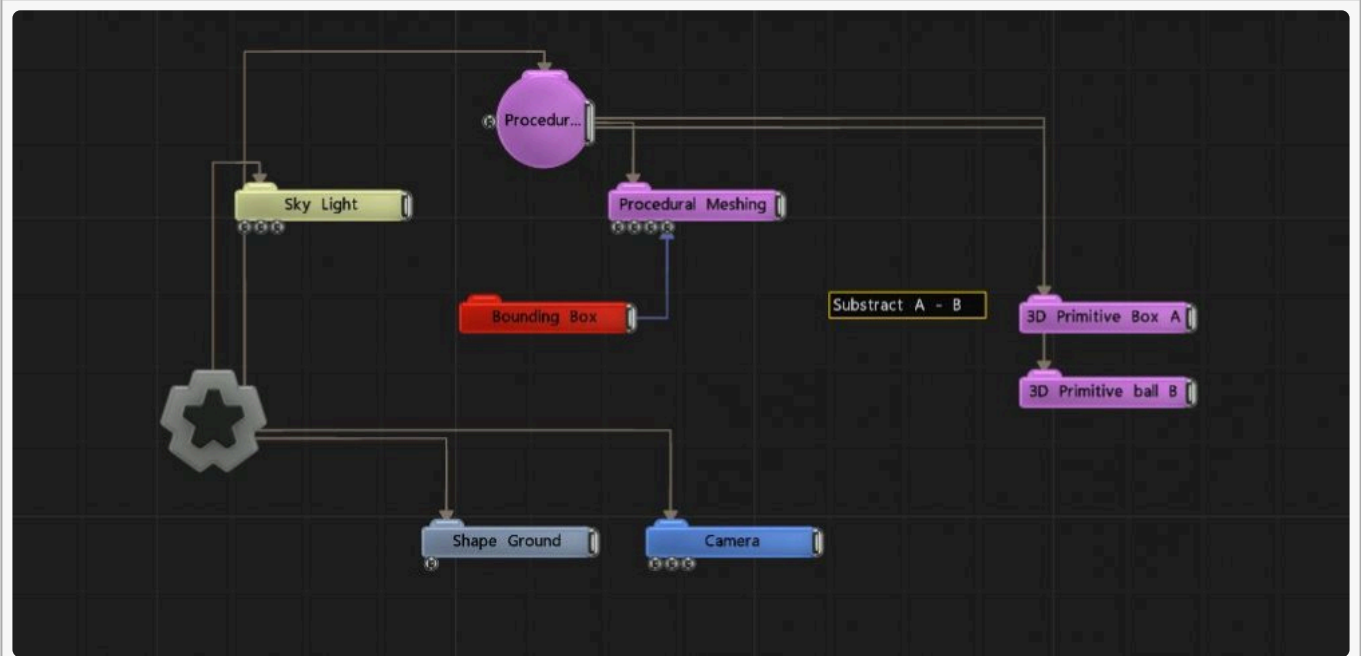 Procedur...
Sky Light
Procedural Meshing
Bounding Box
Substract A - B
3D Primitive Box A
3D Primitive ball B
Shape Ground
Camera